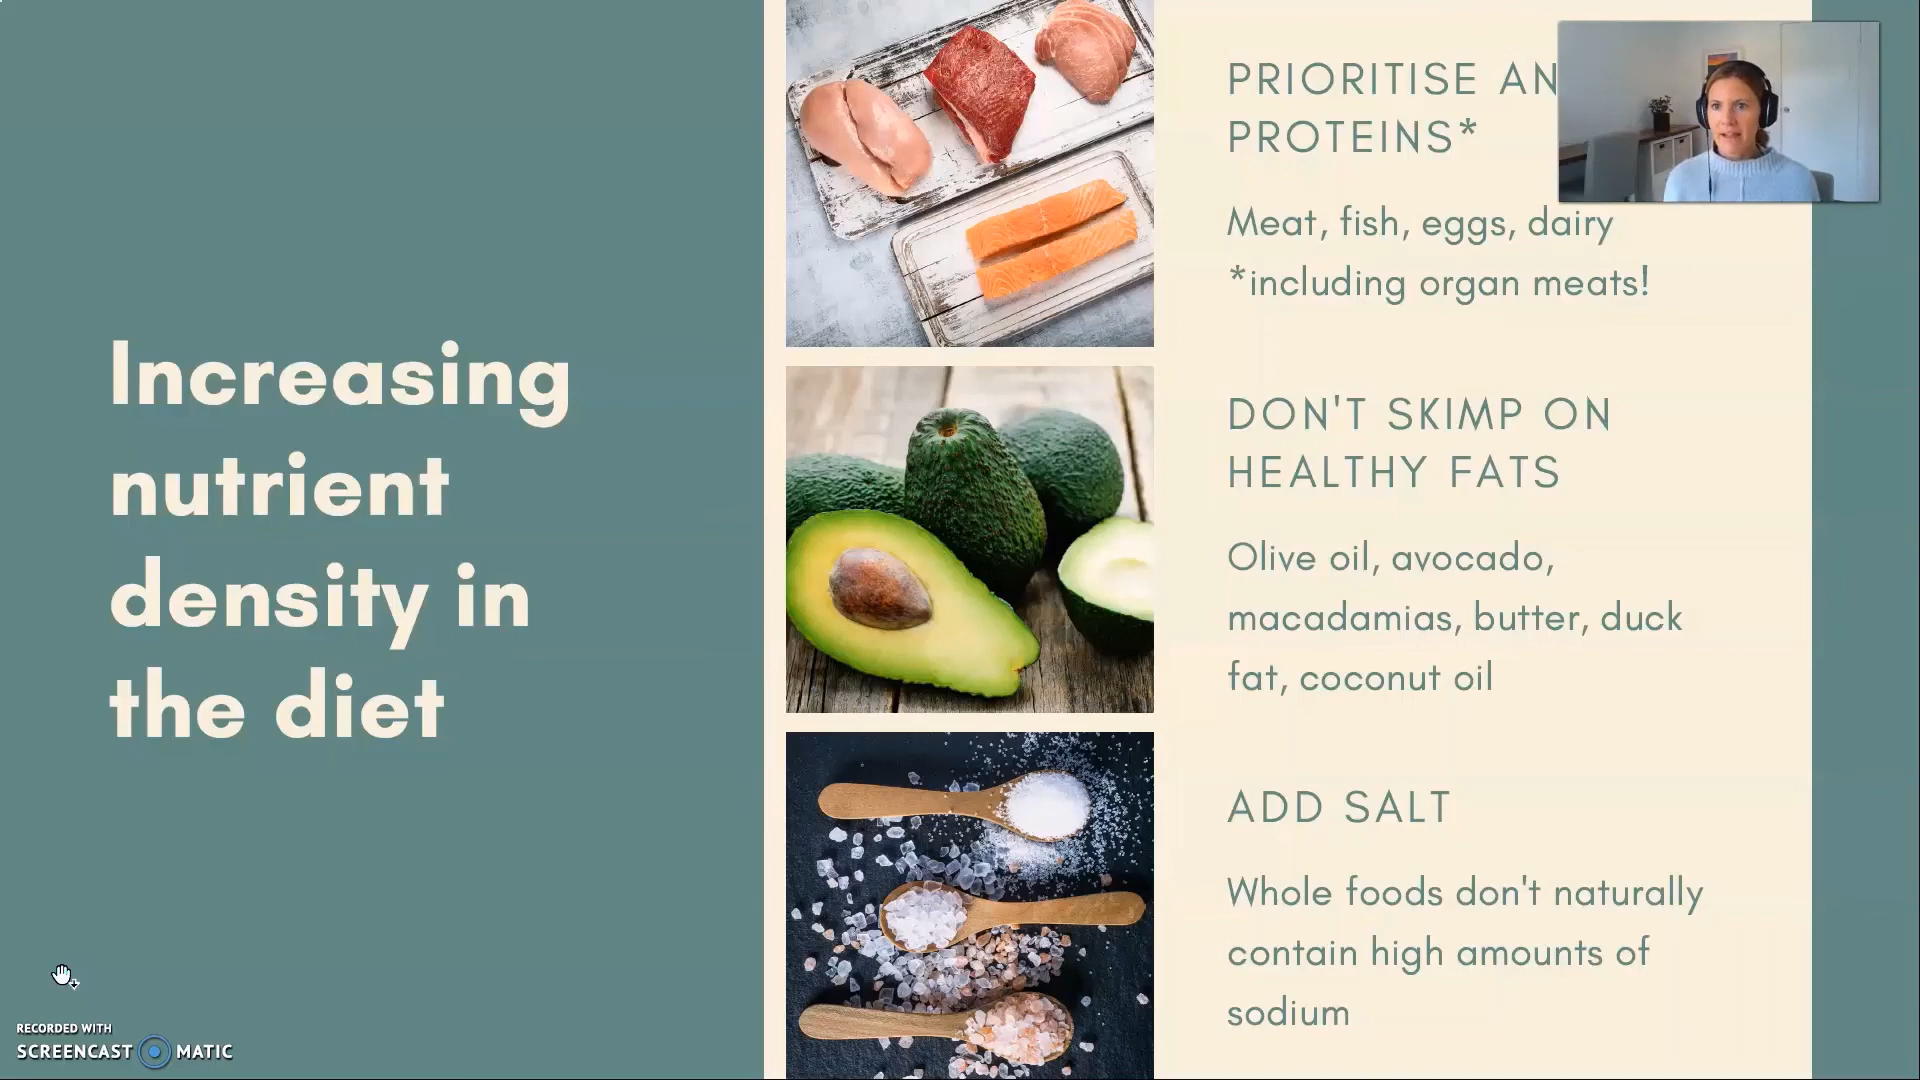 Increasing
nutrient
density in
the diet
PRIORITISE
PROTEINS*
Meat, fish, eggs, dairy
*including organ meats!
DON'T SKIMP ON
HEALTHY FATS
Olive oil, avocado,
macadamias, butter, duck
fat, coconut oil
ADD SALT
Whole foods don't naturally
contain high amounts of
sodium
RECORDED WITH
SCREENCAST MATIC